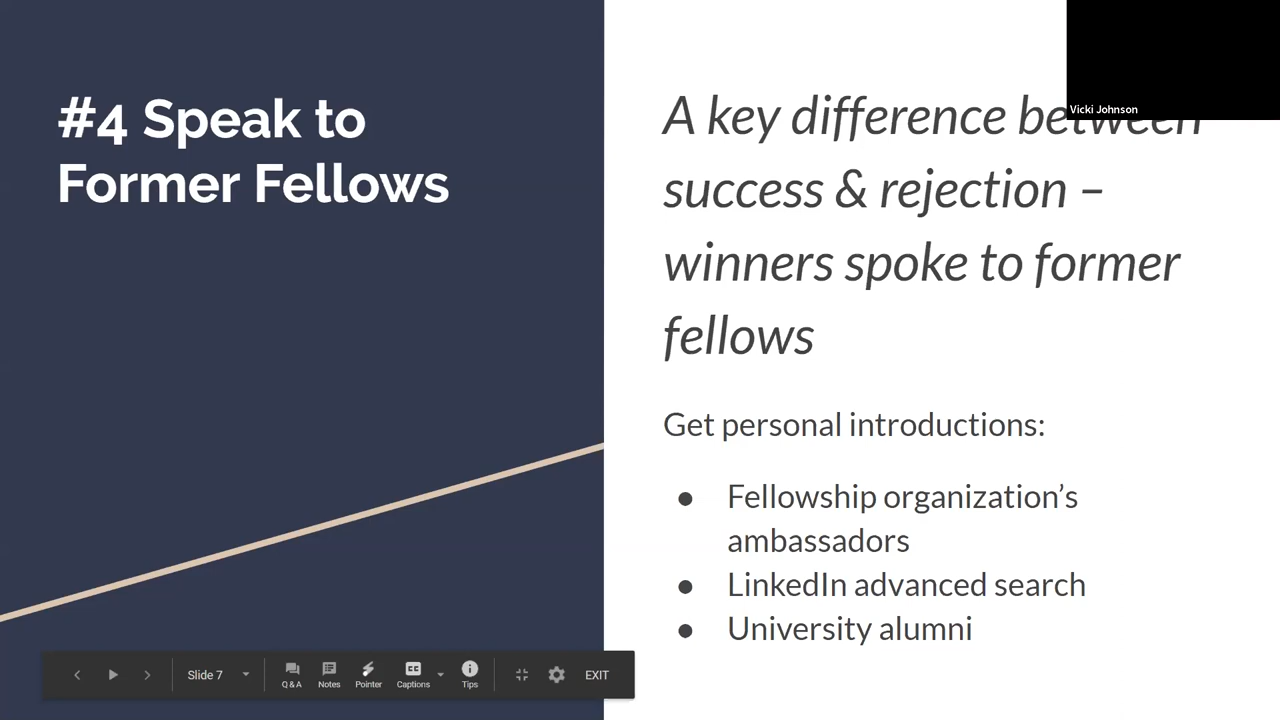 #4 Speak to
Former Fellows
A key difference between
success & rejection –
winners spoke to former
fellows
Get personal introductions:
● Fellowship organization’s
ambassadors
● LinkedIn advanced search
● University alumni
Vicki Johnson
Slide 7
Q & A
Notes
Pointer
CC
Captions
Tips
EXIT